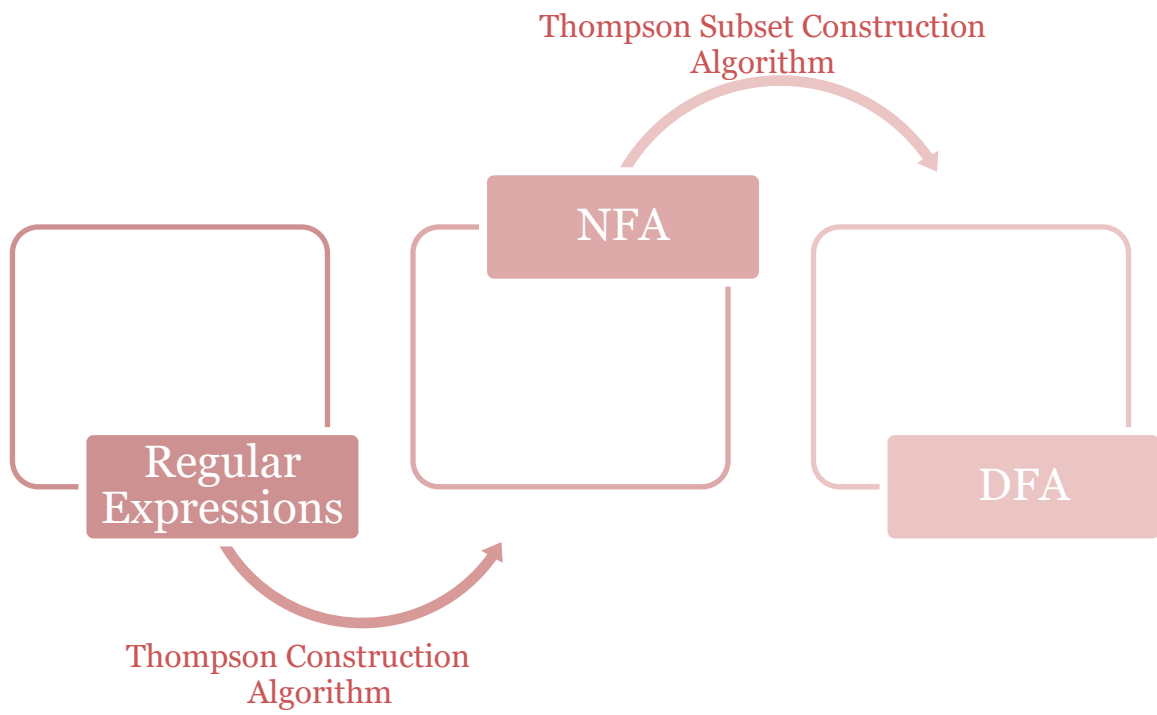 Thompson Subset Construction
Algorithm
NFA
Regular
Expressions
DFA
Thompson Construction
Algorithm